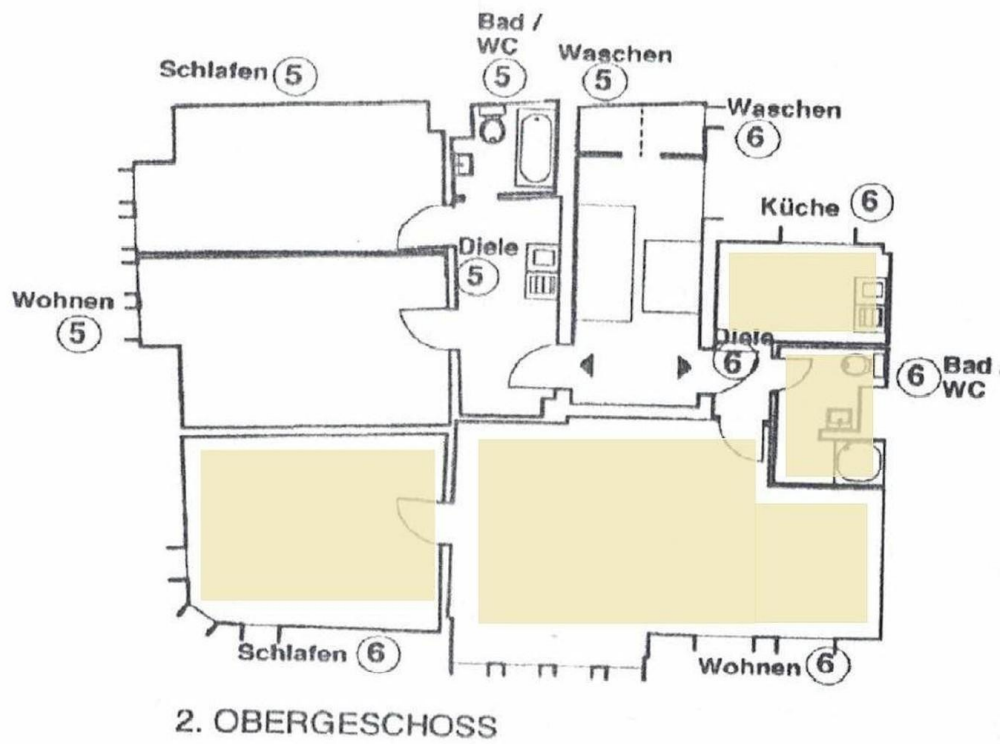 Bad /
WC
5
Waschen
5
Schlafen 5
Waschen
6
Küche 6
Diele
5
Wohnen
5
Diele
6
6 Bad
WC
Schlafen 6
Wohnen 6
2. OBERGESCHOSS